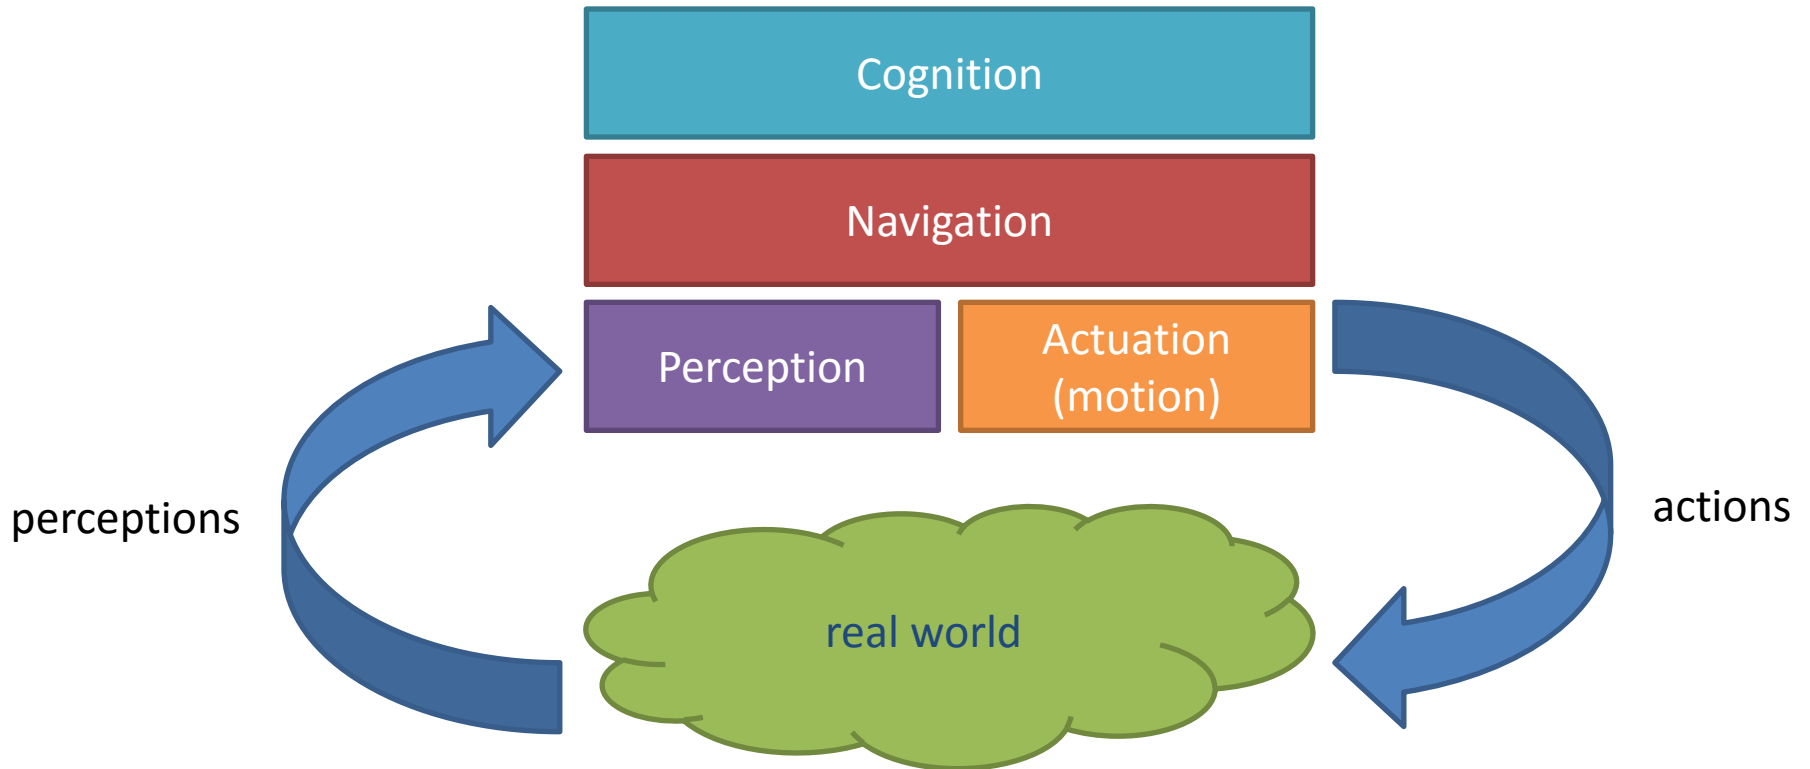 Cognition
Navigation
Perception
Actuation
(motion)
perceptions
actions
real world